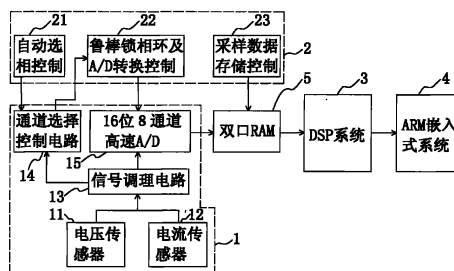 21
22
23
自动选
相控制
鲁棒锁相环及
A/D转换控制
采样数据
存储控制
2
5
3
4
通道选择
控制电路
16位8通道
高速A/D
双口RAM
DSP系统
ARM嵌入
式系统
14
15
13
信号调理电路
11
12
电压传
感器
电流传
感器
1